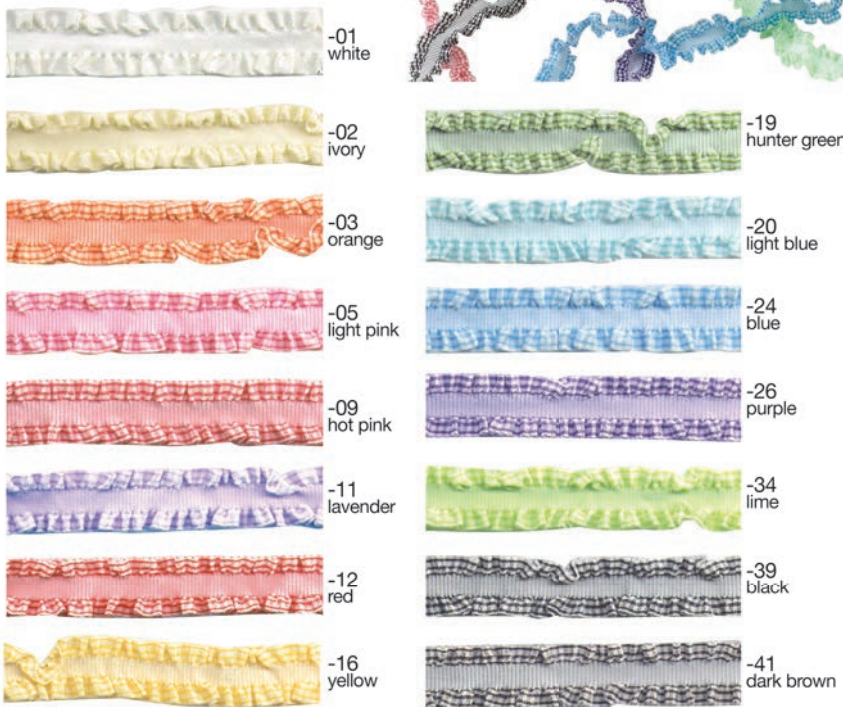 -01
white
-02
ivory
-03
orange
-05
light pink
-09
hot pink
-11
lavender
-12
red
-16
yellow
-19
hunter green
-20
light blue
-24
blue
-26
purple
-34
lime
-39
black
-41
dark brown